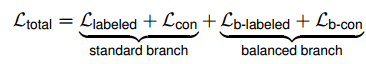 ℒ_total = ℒ_labeled + ℒ_con + ℒ_b-labeled + ℒ_b-con
standard branch balanced branch